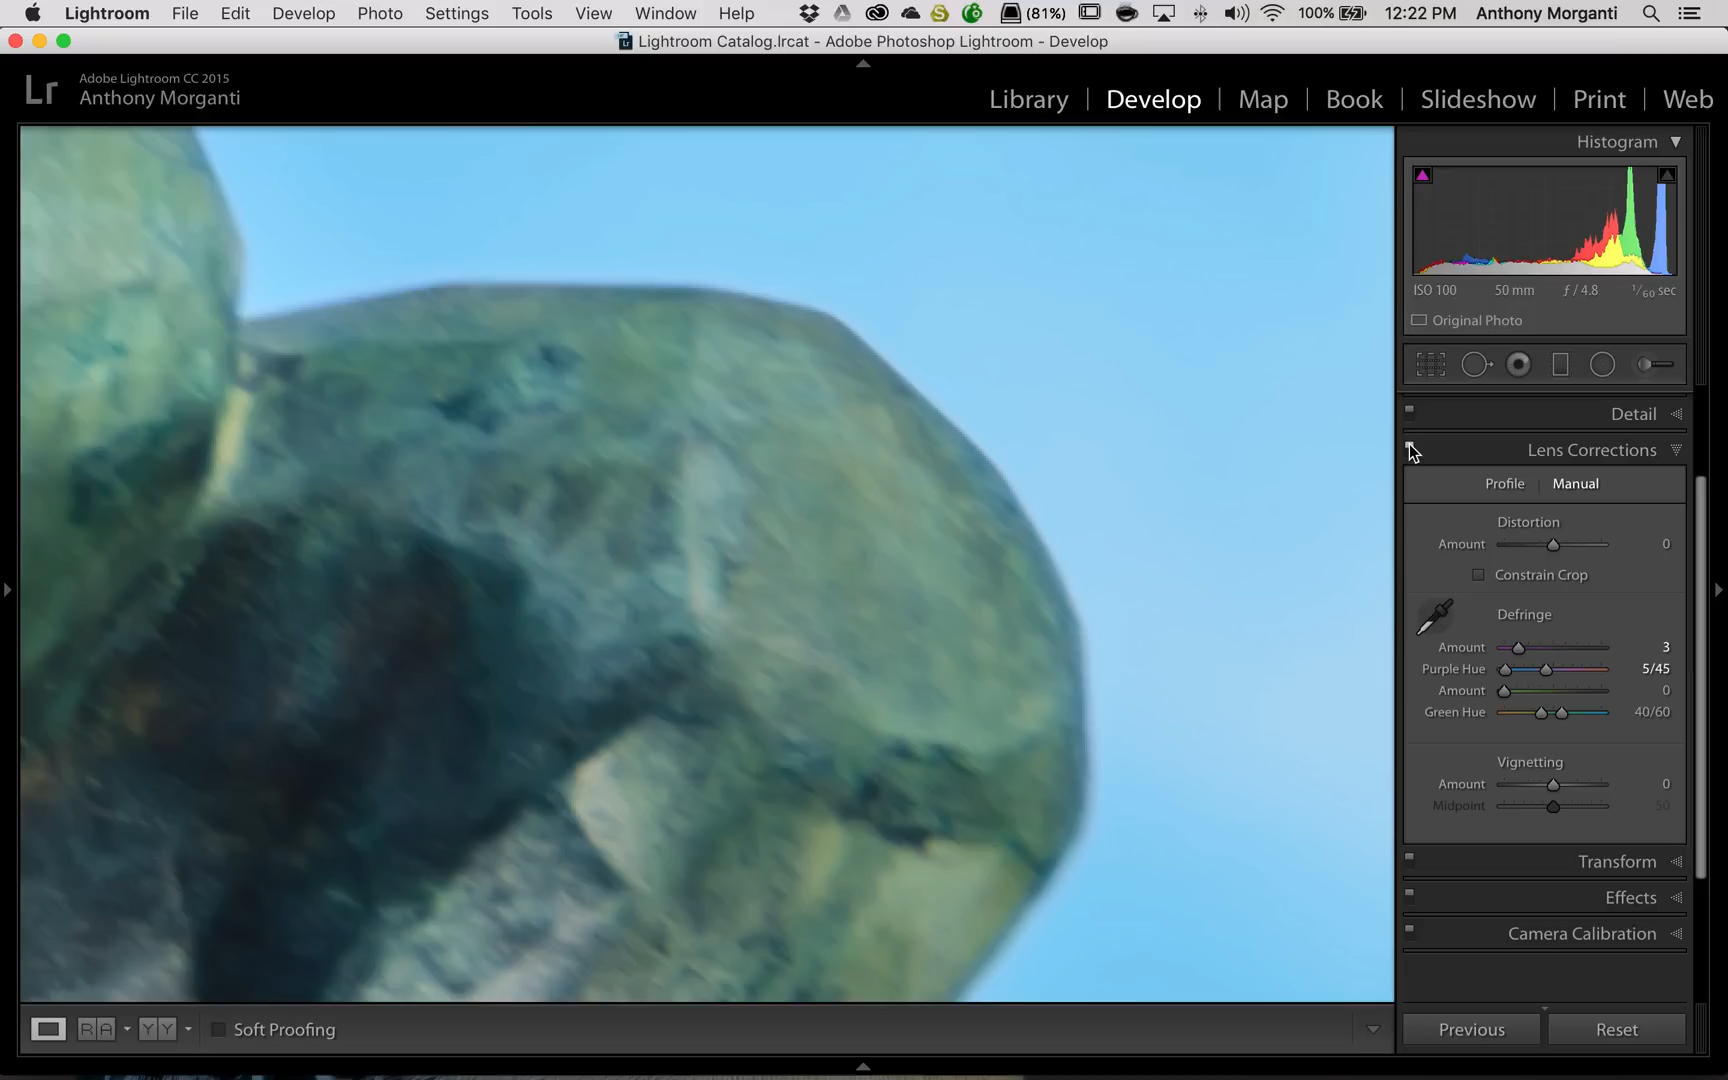 Lightroom File Edit Develop Photo Settings Tools View Window Help (81%) 100% 12:22 PM Anthony Morganti
Lightroom Catalog.lrcat - Adobe Photoshop Lightroom - Develop
Lr
Adobe Lightroom CC 2015
Anthony Morganti
Library | Develop | Map | Book | Slideshow | Print | Web
Histogram
ISO 100 50 mm ƒ / 4.8 1/60 sec
Original Photo
Detail
Lens Corrections
Profile | Manual
Distortion
Amount 0
Constrain Crop
Defringe
Amount 3
Purple Hue 5/45
Amount 0
Green Hue 40/60
Vignetting
Amount 0
Midpoint 50
Transform
Effects
Camera Calibration
R A Y Y Soft Proofing
Previous Reset